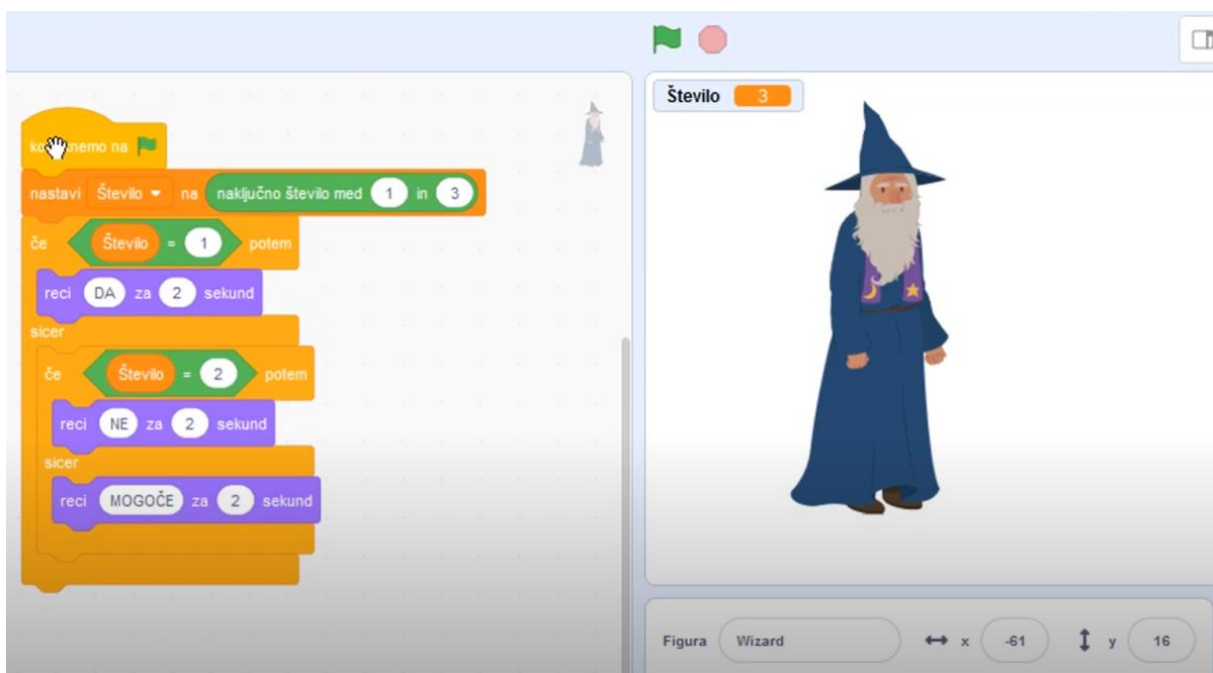 nemo na
nastavi Število na naključno število med 1 in 3
če Število = 1 potem
reci DA za 2 sekund
sicer
če Število = 2 potem
reci NE za 2 sekund
sicer
reci MOGOČE za 2 sekund
Število 3
Figura Wizard x -61 y 16